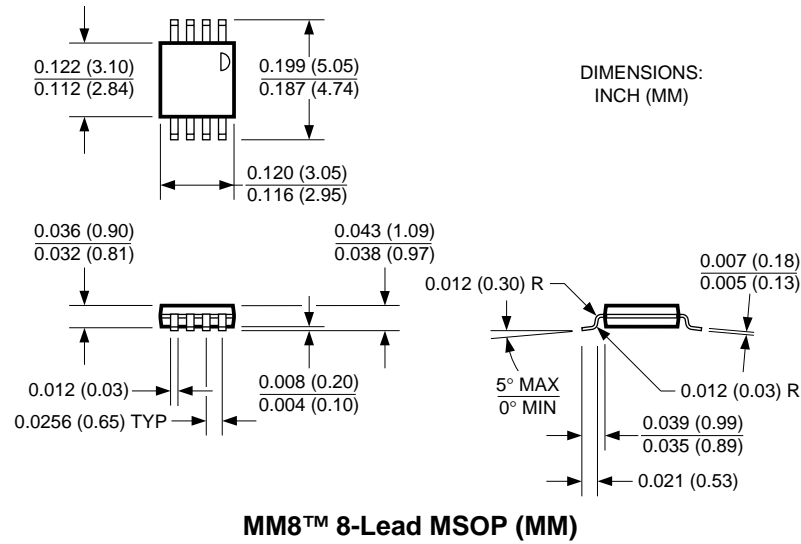 0.122 (3.10)
0.112 (2.84)
0.199 (5.05)
0.187 (4.74)
DIMENSIONS:
INCH (MM)
0.120 (3.05)
0.116 (2.95)
0.036 (0.90)
0.032 (0.81)
0.043 (1.09)
0.038 (0.97)
0.007 (0.18)
0.005 (0.13)
0.012 (0.30) R
0.012 (0.03)
0.008 (0.20)
0.004 (0.10)
5° MAX
0° MIN
0.012 (0.03) R
0.0256 (0.65) TYP
0.039 (0.99)
0.035 (0.89)
0.021 (0.53)
MM8™ 8-Lead MSOP (MM)